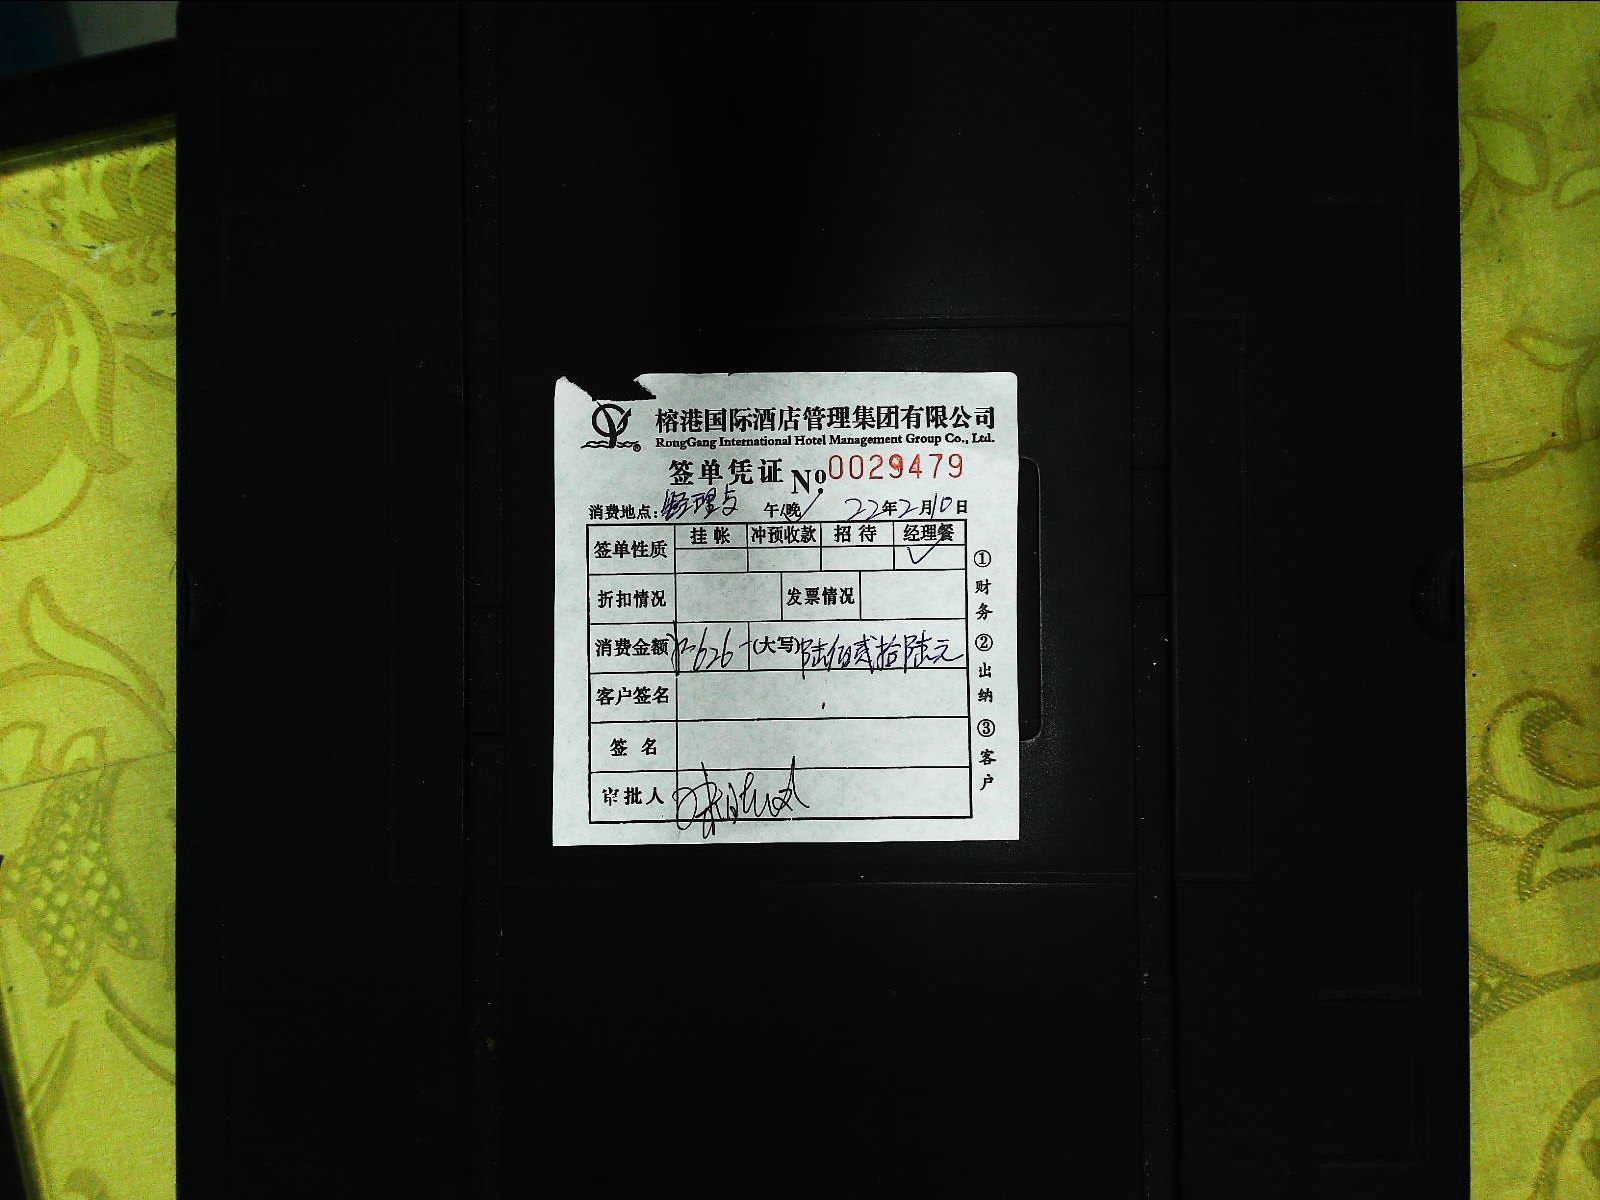 榕港国际酒店管理集团有限公司
RongGang International Hotel Management Group Co., Ltd.
签单凭证 No. 0029479
消费地点: 经理 午/晚 22年2月10日
签单性质 挂帐 冲预收款 招待 经理餐
✓
折扣情况 发票情况
消费金额 626 (大写) 陆佰贰拾陆元
客户签名
签名
审批人
①财务 ②出纳 ③客户